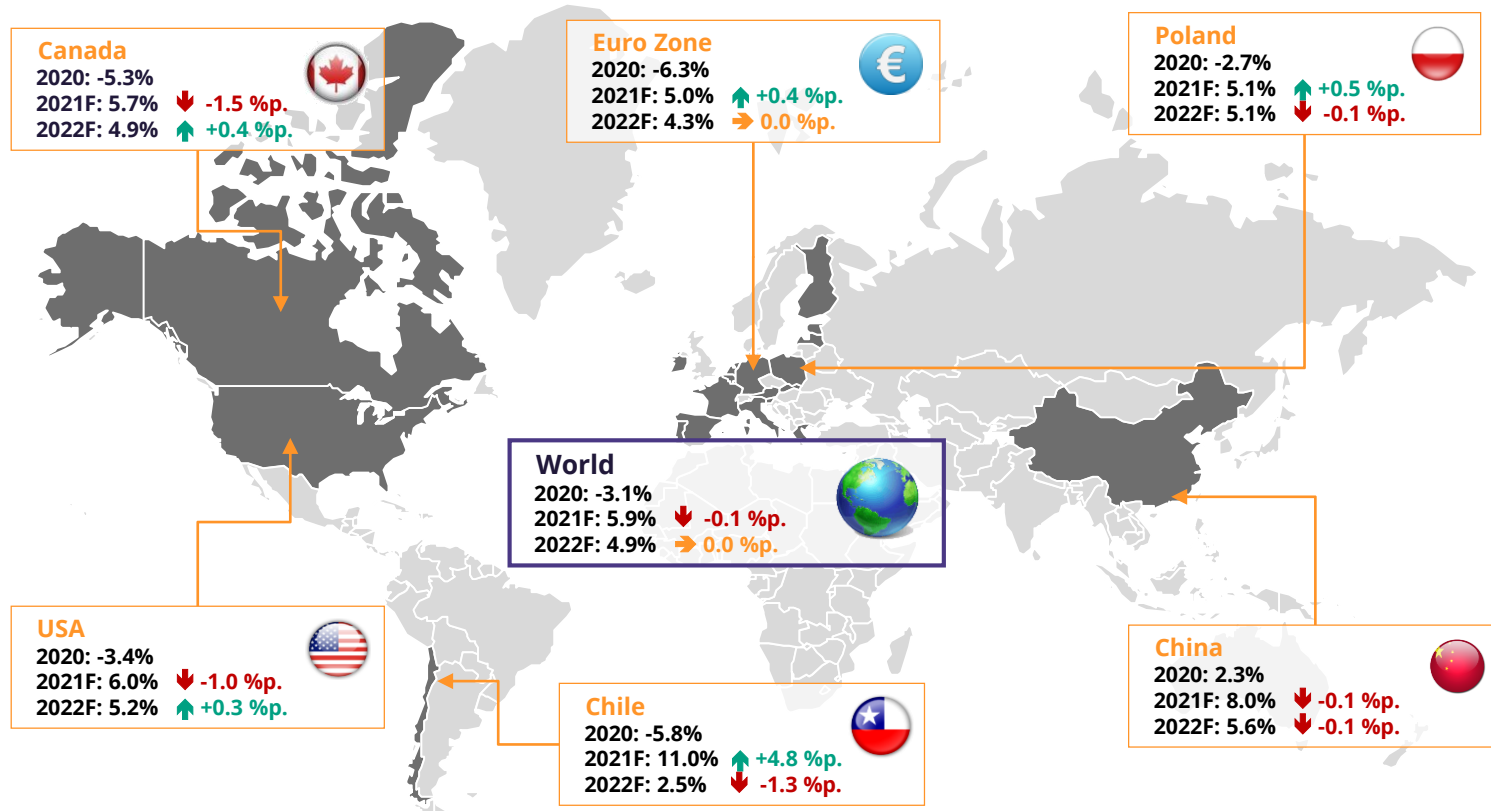 Canada
2020: -5.3%
2021F: 5.7% -1.5 %p.
2022F: 4.9% +0.4 %p.
Euro Zone
2020: -6.3%
2021F: 5.0% +0.4 %p.
2022F: 4.3% 0.0 %p.
€
Poland
2020: -2.7%
2021F: 5.1% +0.5 %p.
2022F: 5.1% -0.1 %p.
World
2020: -3.1%
2021F: 5.9% -0.1 %p.
2022F: 4.9% 0.0 %p.
USA
2020: -3.4%
2021F: 6.0% -1.0 %p.
2022F: 5.2% +0.3 %p.
Chile
2020: -5.8%
2021F: 11.0% +4.8 %p.
2022F: 2.5% -1.3 %p.
China
2020: 2.3%
2021F: 8.0% -0.1 %p.
2022F: 5.6% -0.1 %p.